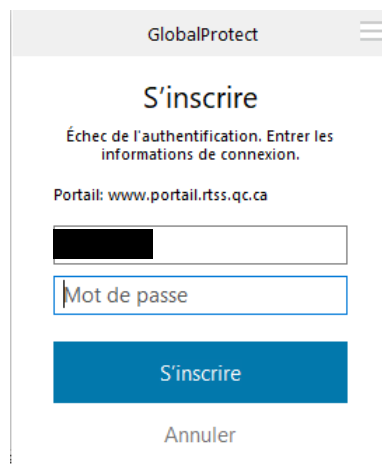 GlobalProtect
S'inscrire
Échec de l'authentification. Entrer les
informations de connexion.
Portail: www.portail.rtss.qc.ca
Mot de passe
S'inscrire
Annuler